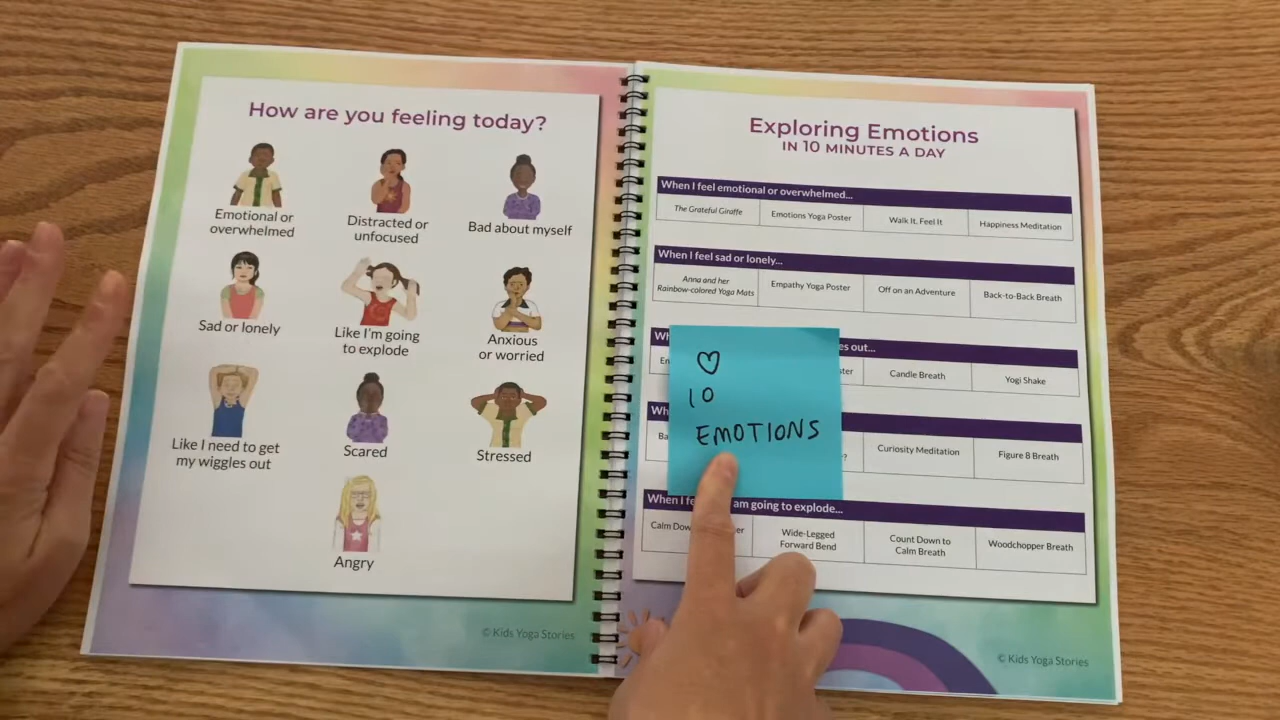 How are you feeling today?
Emotional or
overwhelmed
Distracted or
unfocused
Bad about myself
Sad or lonely
Like I'm going
to explode
Anxious
or worried
Like I need to get
my wiggles out
Scared
Stressed
Angry
© Kids Yoga Stories
Exploring Emotions
IN 10 MINUTES A DAY
When I feel emotional or overwhelmed...
The Grateful Giraffe
Emotions Yoga Poster
Walk It, Feel It
Happiness Meditation
When I feel sad or lonely...
Anna and her
Rainbow-colored Yoga Mats
Empathy Yoga Poster
Off on an Adventure
Back-to-Back Breath
out...
Candle Breath
Yogi Shake
♡
10
EMOTIONS
Curiosity Meditation
Figure 8 Breath
When I am going to explode...
Calm
Wide-Legged
Forward Bend
Count Down to
Calm Breath
Woodchopper Breath
© Kids Yoga Stories